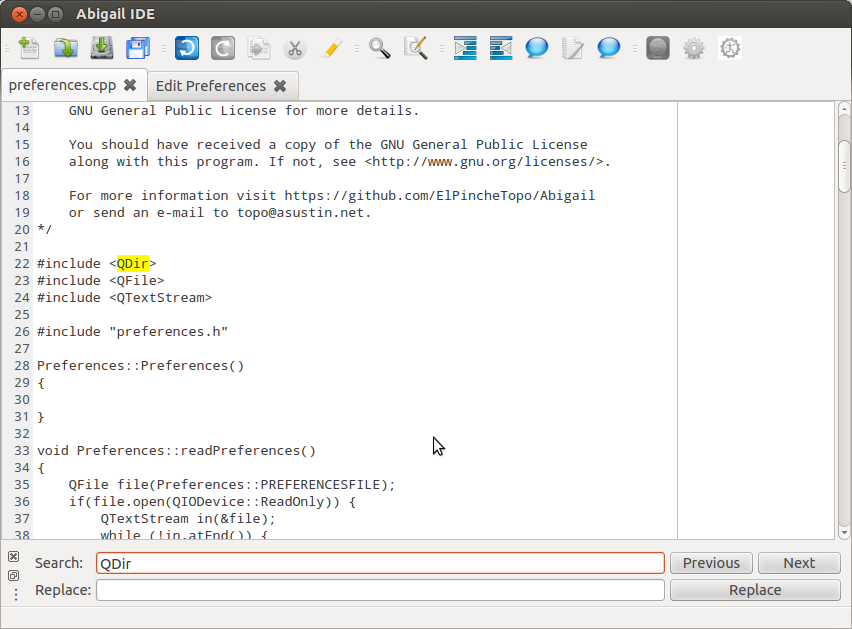 Abigail IDE
preferences.cpp Edit Preferences
13     GNU General Public License for more details.
14
15     You should have received a copy of the GNU General Public License
16     along with this program. If not, see <http://www.gnu.org/licenses/>.
17
18     For more information visit https://github.com/ElPincheTopo/Abigail
19     or send an e-mail to topo@asustin.net.
20 */
21
22 #include <QDir>
23 #include <QFile>
24 #include <QTextStream>
25
26 #include "preferences.h"
27
28 Preferences::Preferences()
29 {
30
31 }
32
33 void Preferences::readPreferences()
34 {
35     QFile file(Preferences::PREFERENCESFILE);
36     if(file.open(QIODevice::ReadOnly)) {
37         QTextStream in(&file);
38         while (!in.atEnd()) {
Search: QDir Previous Next
Replace: Replace